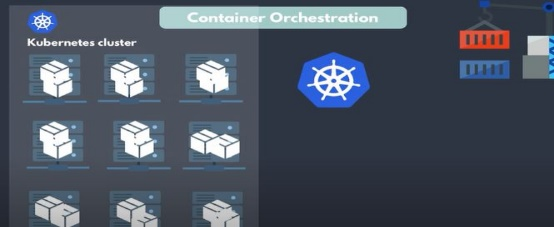 Container Orchestration
Kubernetes cluster